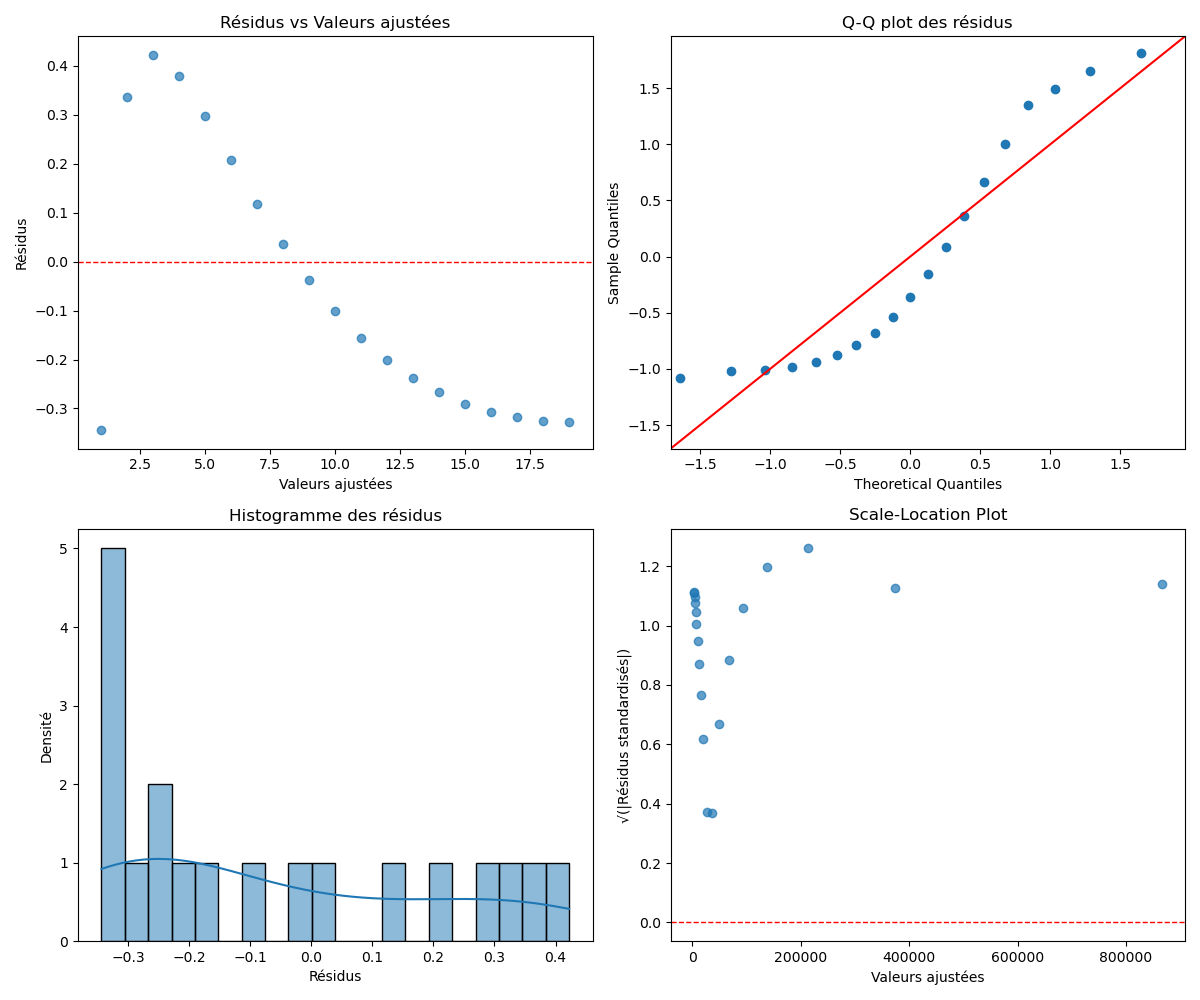 Résidus vs Valeurs ajustées
0.4
0.3
0.2
0.1
0.0
−0.1
−0.2
−0.3
Résidus
2.5 5.0 7.5 10.0 12.5 15.0 17.5
Valeurs ajustées
Q-Q plot des résidus
1.5
1.0
0.5
0.0
−0.5
−1.0
−1.5
Sample Quantiles
−1.5 −1.0 −0.5 0.0 0.5 1.0 1.5
Theoretical Quantiles
Histogramme des résidus
5
4
3
2
1
0
Densité
−0.3 −0.2 −0.1 0.0 0.1 0.2 0.3 0.4
Résidus
Scale-Location Plot
1.2
1.0
0.8
0.6
0.4
0.2
0.0
√(|Résidus standardisés|)
0 200000 400000 600000 800000
Valeurs ajustées